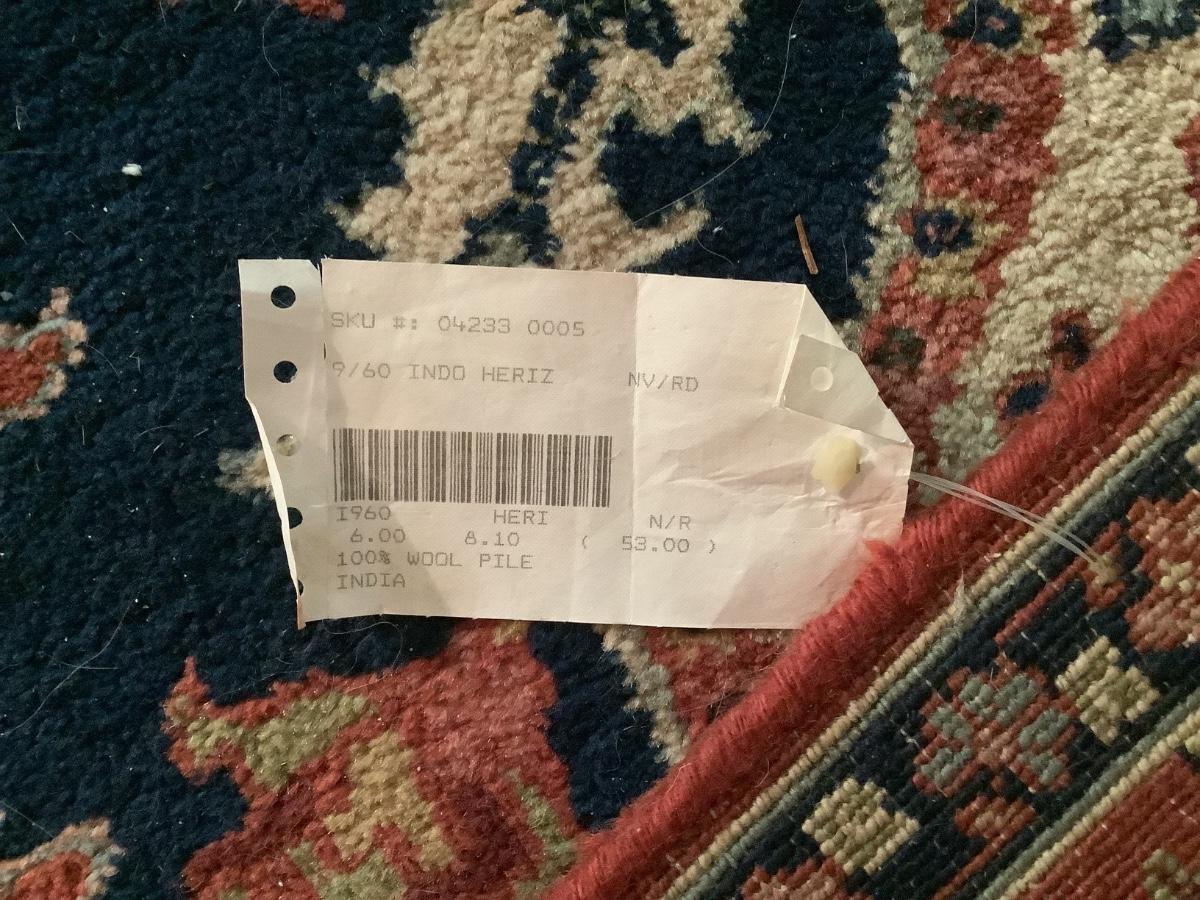 SKU #: 04233 0005
9/60 INDO HERIZ NV/RD
I960 HERI N/R
6.00 8.10 ( 53.00 )
100% WOOL PILE
INDIA